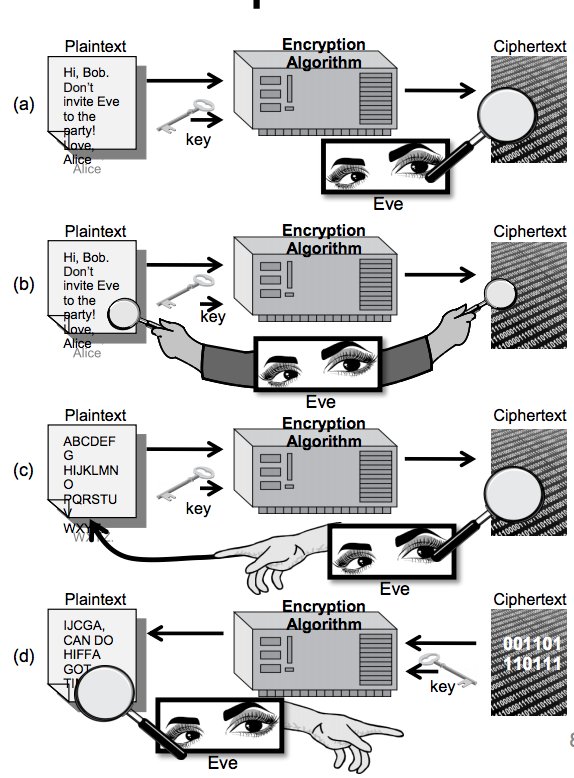 Plaintext
Encryption
Algorithm
Ciphertext
(a)
Hi, Bob.
Don't
invite Eve
to the
party!
Love,
Alice
Alice
key
Eve
Plaintext
Encryption
Algorithm
Ciphertext
(b)
Hi, Bob.
Don't
invite Eve
to the
party!
Love,
Alice
Alice
key
Eve
Plaintext
Encryption
Algorithm
Ciphertext
(c)
ABCDEF
G
HIJKLMN
O
PQRSTU
V
key
Eve
Plaintext
Encryption
Algorithm
Ciphertext
(d)
IJCGA,
CAN DO
HIFFA
GOT
001101
110111
key
Eve